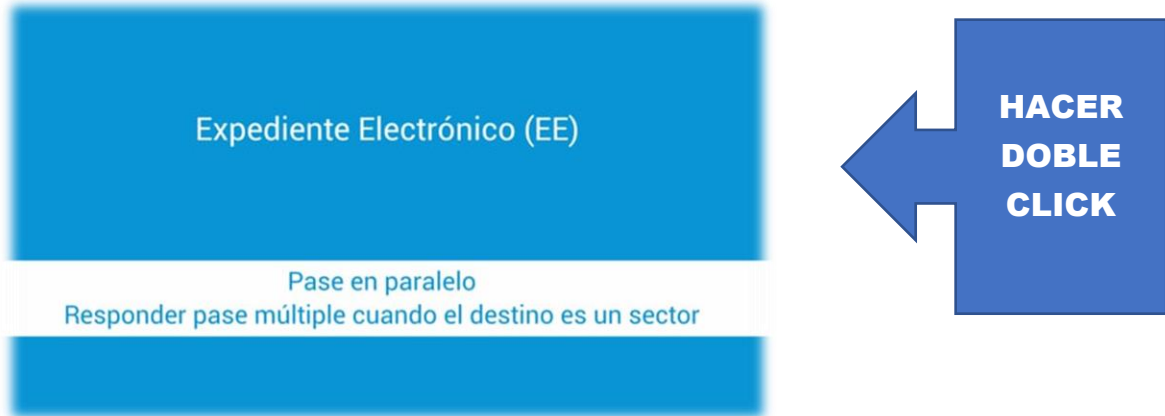 Expediente Electrónico (EE)
Pase en paralelo
Responder pase múltiple cuando el destino es un sector
HACER
DOBLE
CLICK